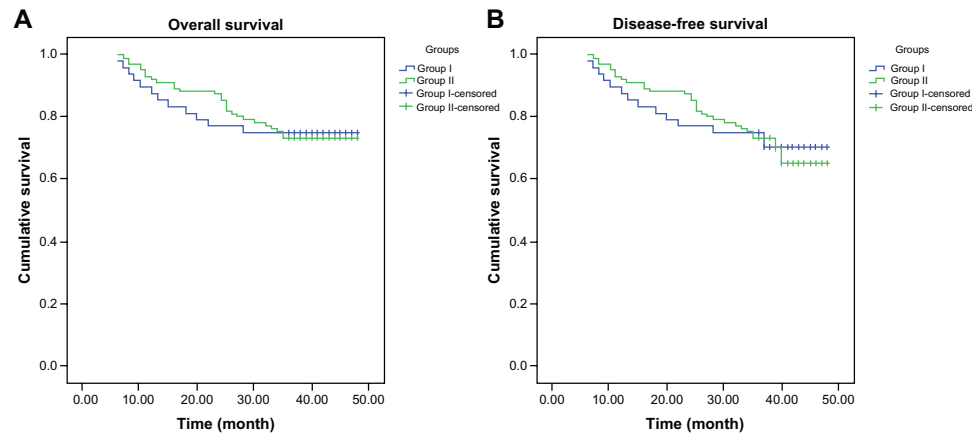 A
Overall survival
Cumulative survival
1.0
0.8
0.6
0.4
0.2
0.0
0.00 10.00 20.00 30.00 40.00 50.00
Time (month)
Groups
Group I
Group II
Group I-censored
Group II-censored
B
Disease-free survival
Cumulative survival
1.0
0.8
0.6
0.4
0.2
0.0
0.00 10.00 20.00 30.00 40.00 50.00
Time (month)
Groups
Group I
Group II
Group I-censored
Group II-censored